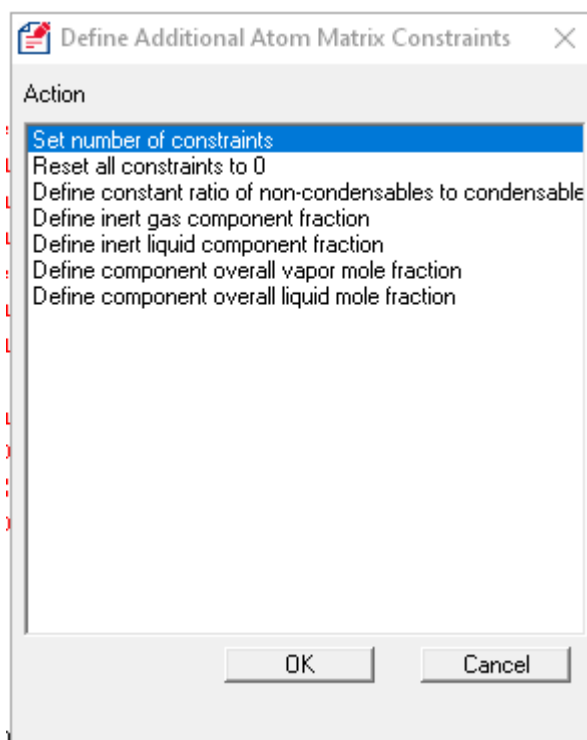 Define Additional Atom Matrix Constraints
Action
Set number of constraints
Reset all constraints to 0
Define constant ratio of non-condensables to condensable
Define inert gas component fraction
Define inert liquid component fraction
Define component overall vapor mole fraction
Define component overall liquid mole fraction
OK
Cancel